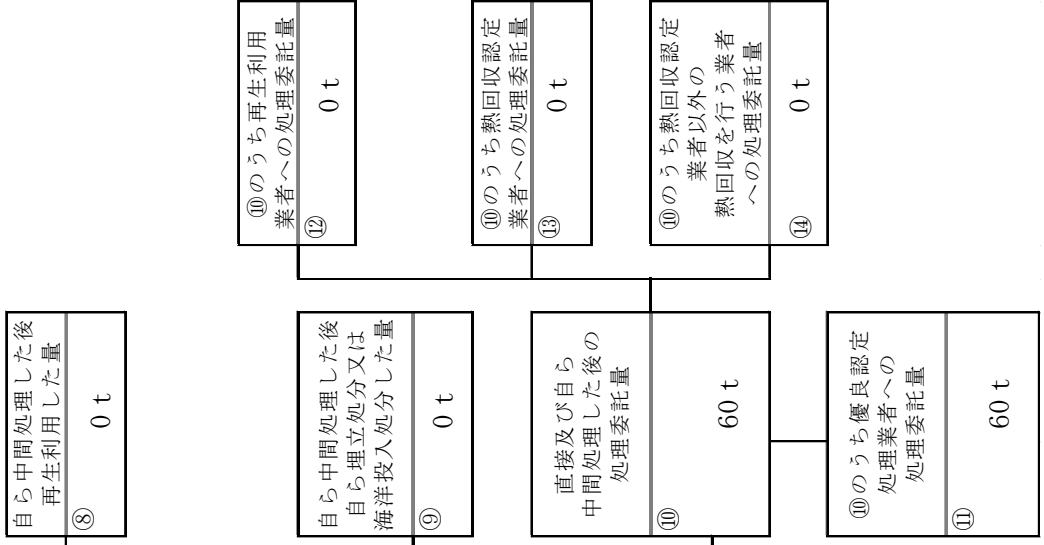 自ら中間処理した後
再生利用した量
⑧
0 t
自ら中間処理した後
自ら埋立処分又は
海洋投入処分した量
⑨
0 t
直接及び自ら
中間処理した後の
処理委託量
⑩
60 t
⑩のうち優良認定
処理業者への
処理委託量
⑪
60 t
⑩のうち再生利用
業者への処理委託量
⑫
0 t
⑩のうち熱回収認定
業者への処理委託量
⑬
0 t
⑩のうち熱回収認定
業者以外の
熱回収を行う業者
への処理委託量
⑭
0 t